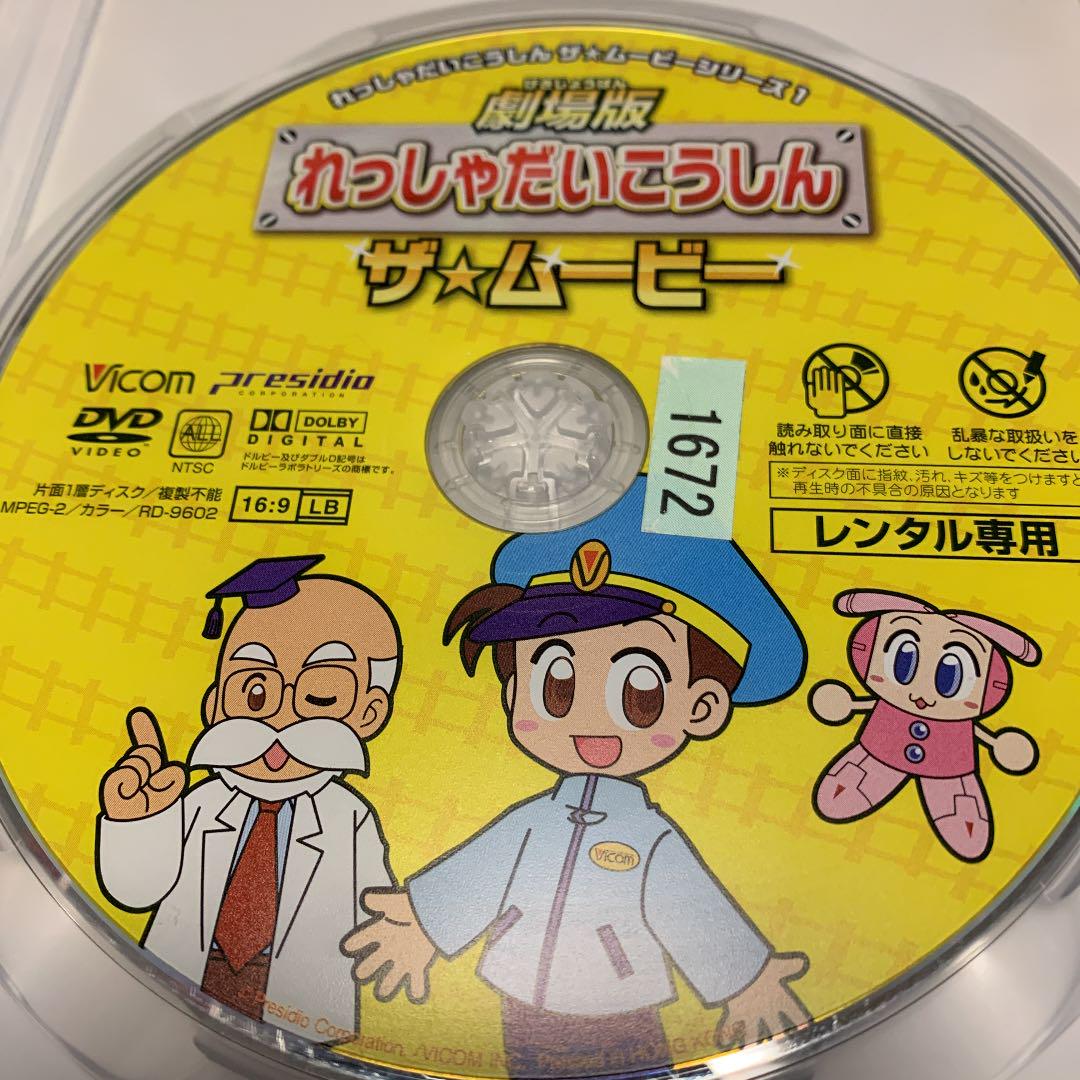 れっしゃだいこうしん ザ★ムービーシリーズ1
げきじょうばん
劇場版
れっしゃだいこうしん
ザ★ムービー
Vicom presidio
CORPORATION
DVD
VIDEO
ALL
NTSC
DOLBY
DIGITAL
ドルビー及びダブルD記号は
ドルビーラボラトリーズの商標です。
片面1層ディスク/複製不能
MPEG-2/カラー/RD-9602
16:9 LB
1672
読み取り面に直接
触れないでください
乱暴な取扱いを
しないでください
※ディスク面に指紋、汚れ、キズ等をつけますと
再生時の不具合の原因となります
レンタル専用
V
Vicom
© Presidio Corporation. /VICOM INC. Printed in HONG KONG